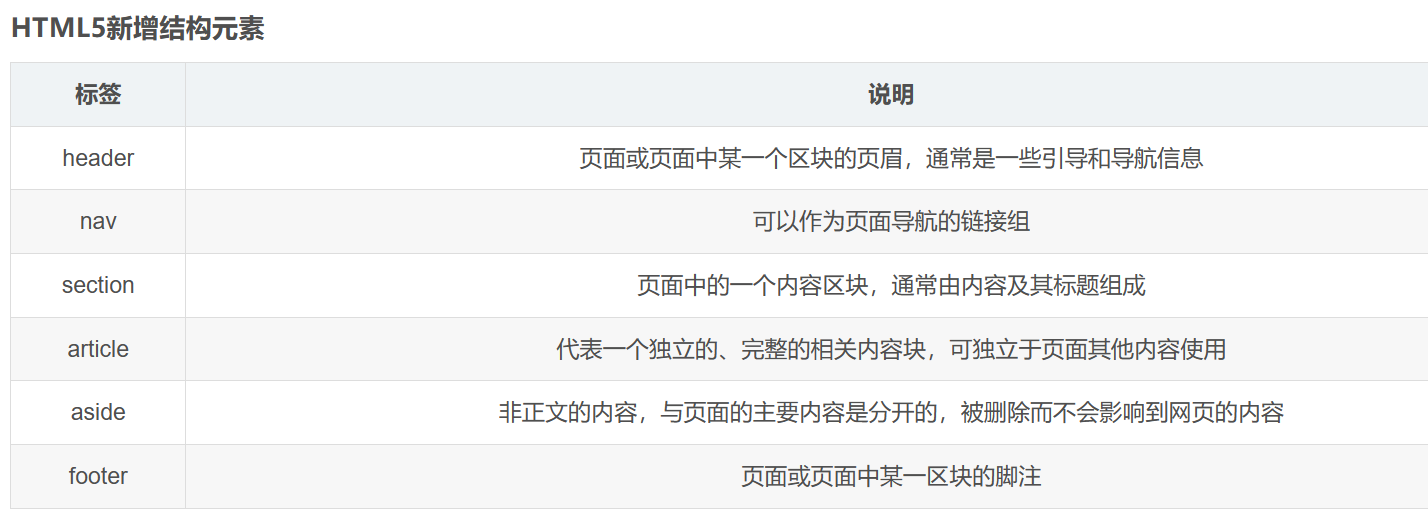 HTML5新增结构元素
标签 说明
header 页面或页面中某一个区块的页眉，通常是一些引导和导航信息
nav 可以作为页面导航的链接组
section 页面中的一个内容区块，通常由内容及其标题组成
article 代表一个独立的、完整的相关内容块，可独立于页面其他内容使用
aside 非正文的内容，与页面的主要内容是分开的，被删除而不会影响到网页的内容
footer 页面或页面中某一区块的脚注